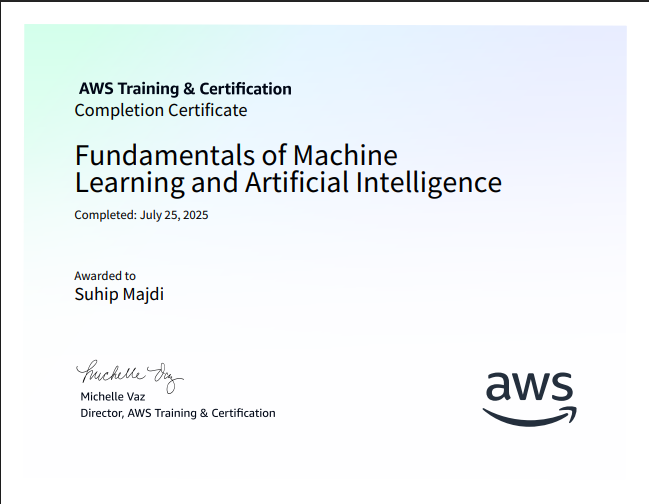 AWS Training & Certification
Completion Certificate
Fundamentals of Machine
Learning and Artificial Intelligence
Completed: July 25, 2025
Awarded to
Suhip Majdi
Michelle Vaz
Michelle Vaz
Director, AWS Training & Certification
aws